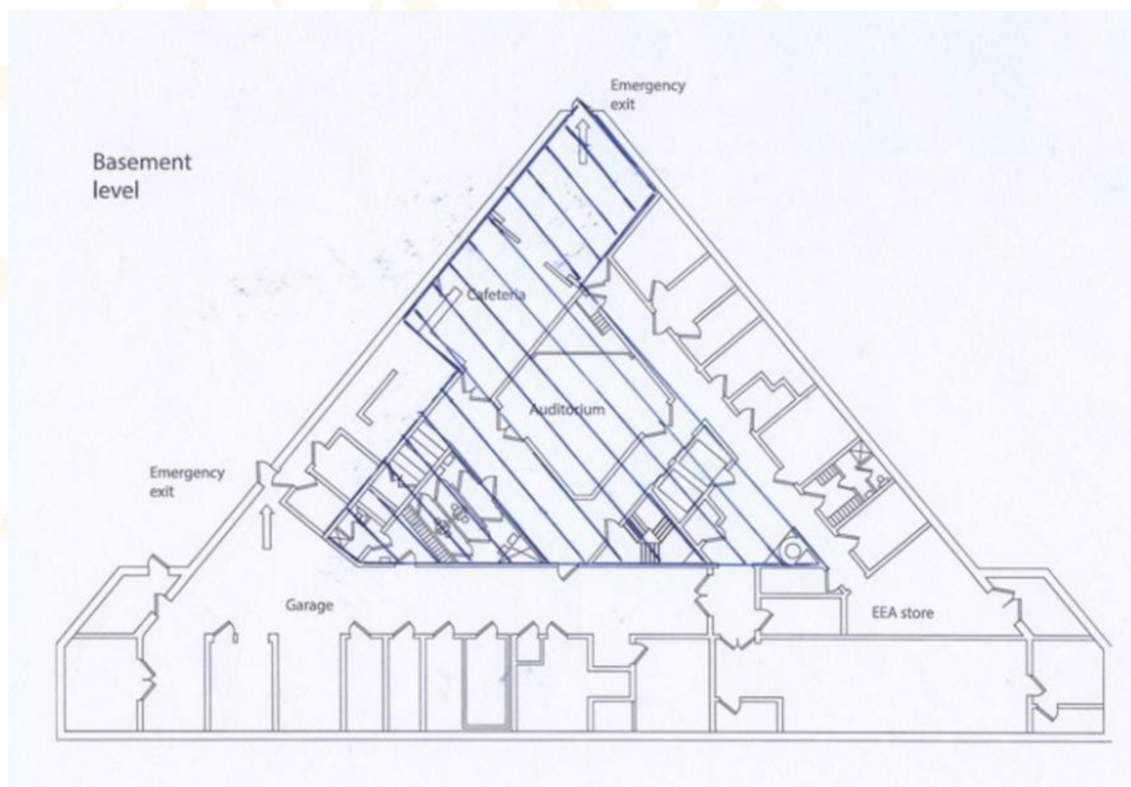 Emergency
exit
Basement
level
Cafeteria
Auditorium
Emergency
exit
Garage
EEA store